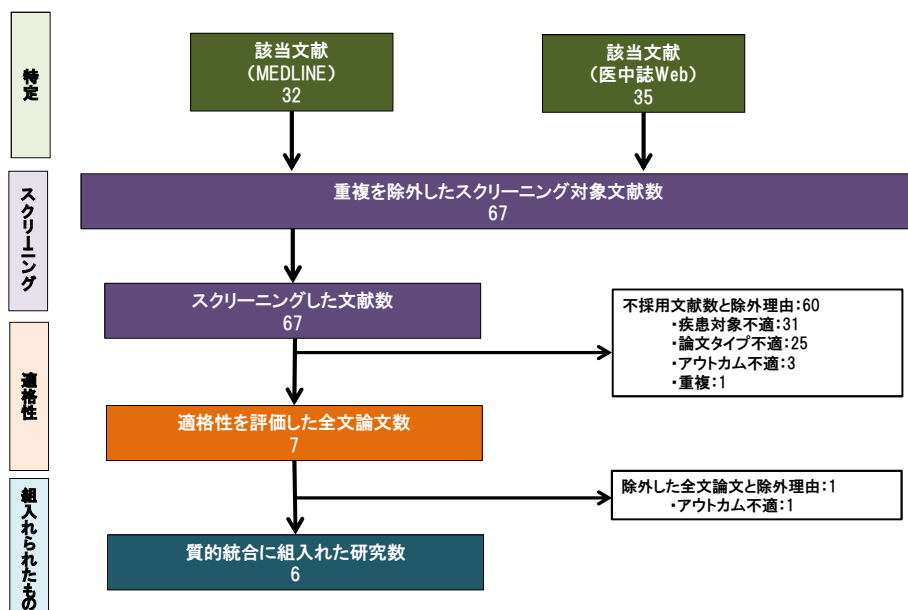 特定
該当文献
（MEDLINE）
32
該当文献
（医中誌Web）
35
スクリーニング
重複を除外したスクリーニング対象文献数
67
スクリーニングした文献数
67
不採用文献数と除外理由：60
・疾患対象不適：31
・論文タイプ不適：25
・アウトカム不適：3
・重複：1
適格性
適格性を評価した全文論文数
7
除外した全文論文と除外理由：1
・アウトカム不適：1
組入れられたもの
質的統合に組入れた研究数
6